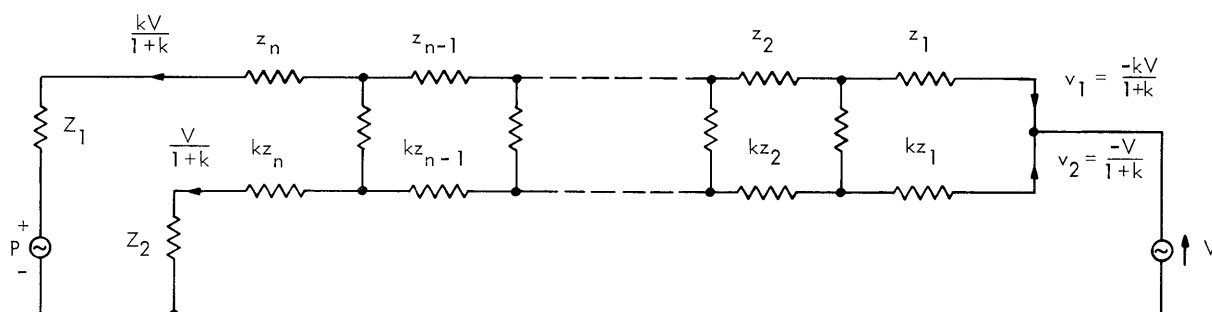 kV/(1+k)
z_n
z_{n-1}
z_2
z_1
v_1 = -kV/(1+k)
Z_1
V/(1+k)
kz_n
kz_{n-1}
kz_2
kz_1
v_2 = -V/(1+k)
+
P
-
Z_2
V